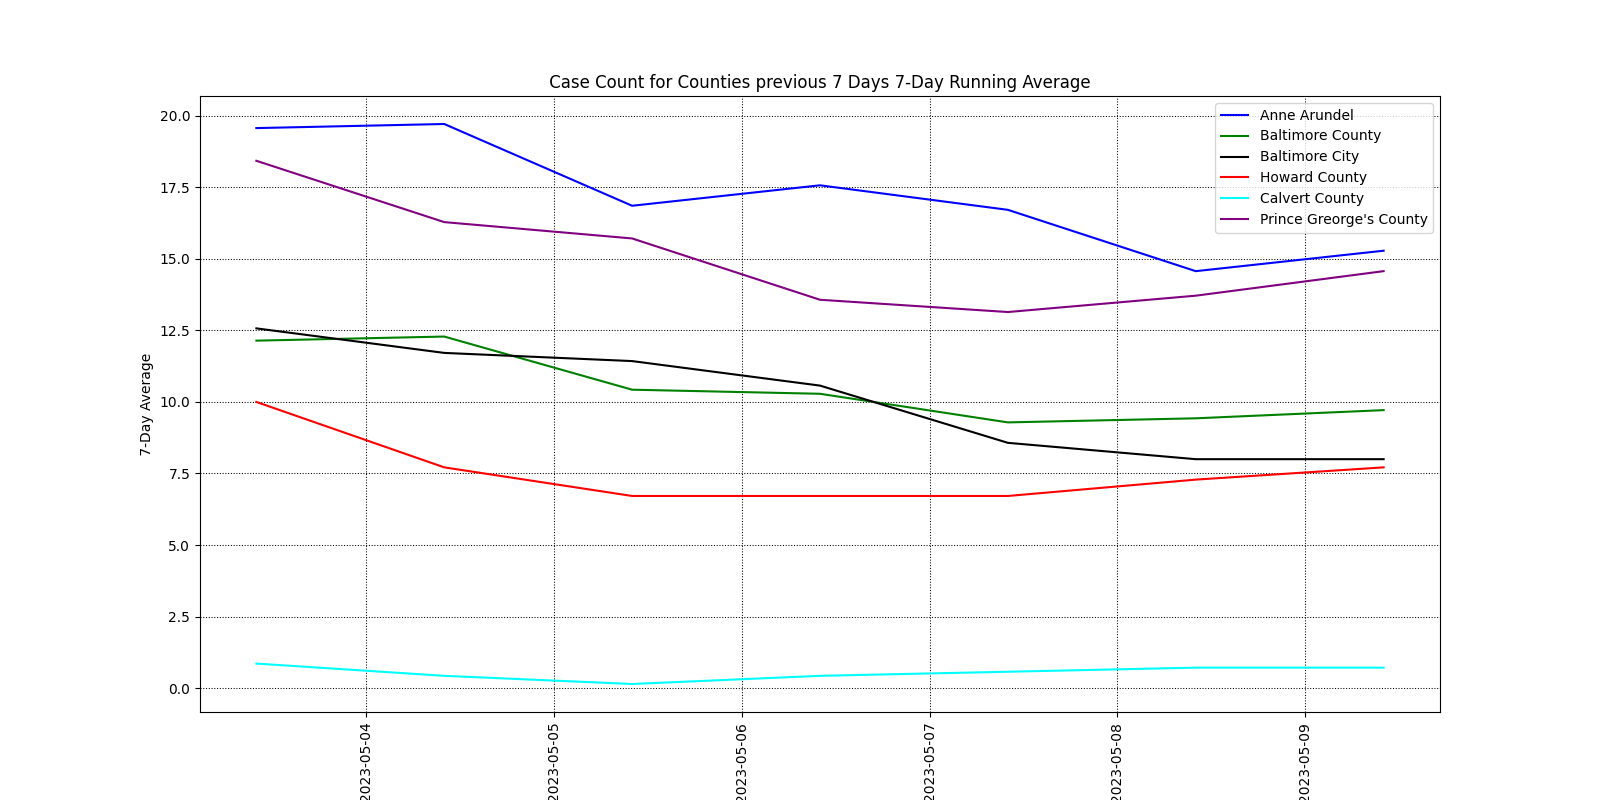 Case Count for Counties previous 7 Days 7-Day Running Average
7-Day Average
20.0
17.5
15.0
12.5
10.0
7.5
5.0
2.5
0.0
Anne Arundel
Baltimore County
Baltimore City
Howard County
Calvert County
Prince Greorge's County
2023-05-04
2023-05-05
2023-05-06
2023-05-07
2023-05-08
2023-05-09